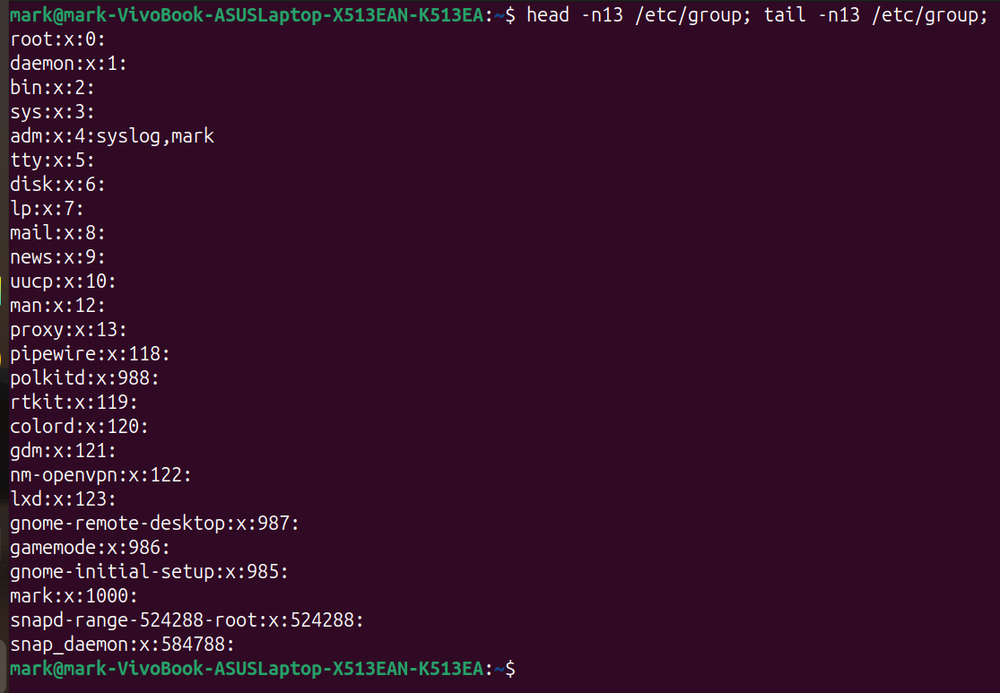 mark@mark-VivoBook-ASUSLaptop-X513EAN-K513EA:~$ head -n13 /etc/group; tail -n13 /etc/group;
root:x:0:
daemon:x:1:
bin:x:2:
sys:x:3:
adm:x:4:syslog,mark
tty:x:5:
disk:x:6:
lp:x:7:
mail:x:8:
news:x:9:
uucp:x:10:
man:x:12:
proxy:x:13:
pipewire:x:118:
polkitd:x:988:
rtkit:x:119:
colord:x:120:
gdm:x:121:
nm-openvpn:x:122:
lxd:x:123:
gnome-remote-desktop:x:987:
gamemode:x:986:
gnome-initial-setup:x:985:
mark:x:1000:
snapd-range-524288-root:x:524288:
snap_daemon:x:584788:
mark@mark-VivoBook-ASUSLaptop-X513EAN-K513EA:~$